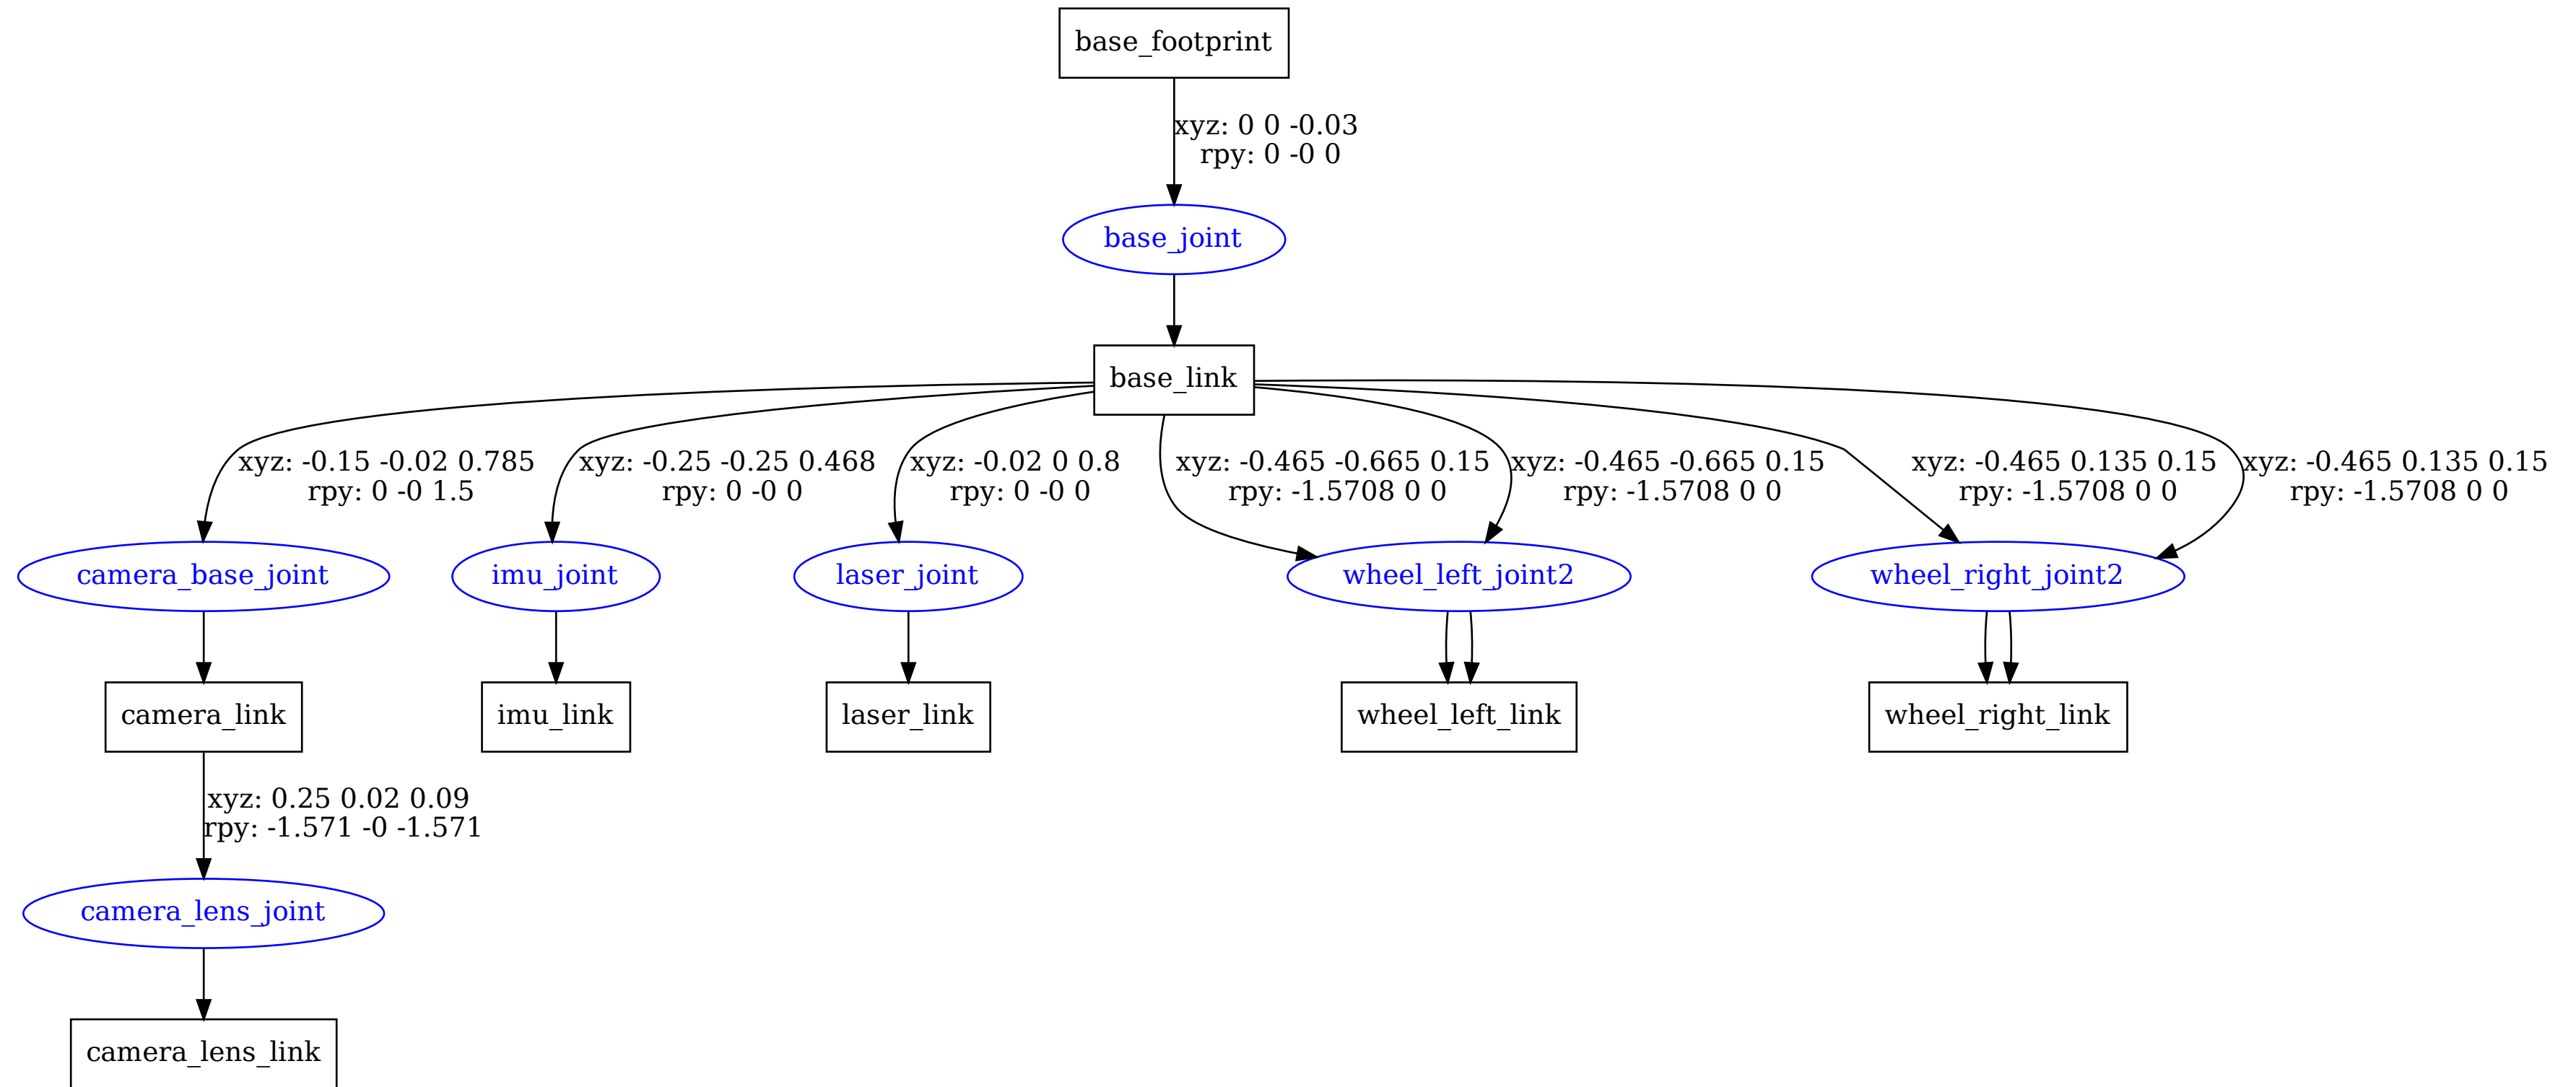 base_footprint
xyz: 0 0 -0.03
rpy: 0 -0 0
base_joint
base_link
xyz: -0.15 -0.02 0.785
rpy: 0 -0 1.5
xyz: -0.25 -0.25 0.468
rpy: 0 -0 0
xyz: -0.02 0 0.8
rpy: 0 -0 0
xyz: -0.465 -0.665 0.15
rpy: -1.5708 0 0
xyz: -0.465 -0.665 0.15
rpy: -1.5708 0 0
xyz: -0.465 0.135 0.15
rpy: -1.5708 0 0
xyz: -0.465 0.135 0.15
rpy: -1.5708 0 0
camera_base_joint
imu_joint
laser_joint
wheel_left_joint2
wheel_right_joint2
camera_link
imu_link
laser_link
wheel_left_link
wheel_right_link
xyz: 0.25 0.02 0.09
rpy: -1.571 -0 -1.571
camera_lens_joint
camera_lens_link